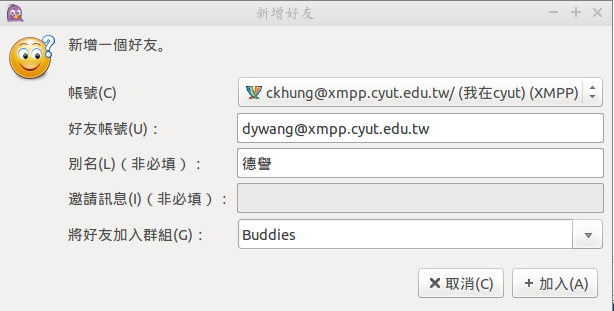 新增好友
新增一個好友。
帳號(C)
ckhung@xmpp.cyut.edu.tw/ (我在cyut) (XMPP)
好友帳號(U)：
dywang@xmpp.cyut.edu.tw
別名(L)（非必填）：
德譽
邀請訊息(I)（非必填）：
將好友加入群組(G)：
Buddies
取消(C)
加入(A)